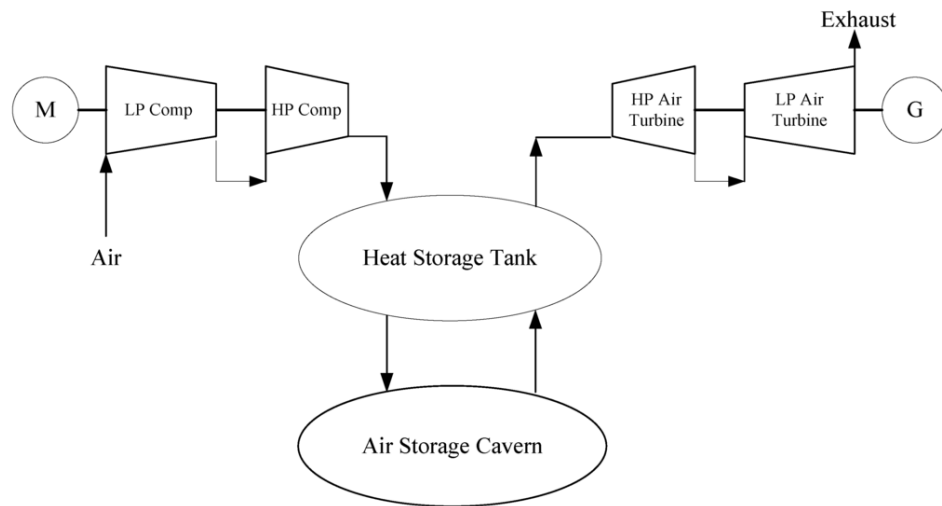 Exhaust
M
LP Comp
HP Comp
HP Air
Turbine
LP Air
Turbine
G
Air
Heat Storage Tank
Air Storage Cavern